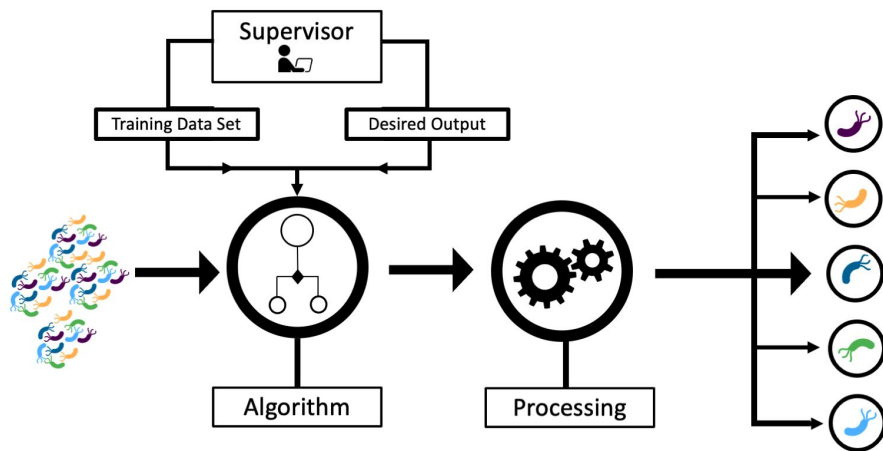 Supervisor
Training Data Set
Desired Output
Algorithm
Processing